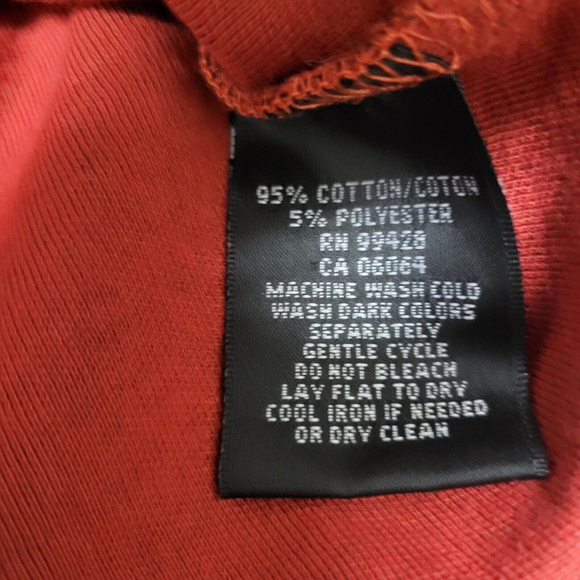 95% COTTON/COTON
5% POLYESTER
RN 99428
CA 06064
MACHINE WASH COLD
WASH DARK COLORS
SEPARATELY
GENTLE CYCLE
DO NOT BLEACH
LAY FLAT TO DRY
COOL IRON IF NEEDED
OR DRY CLEAN